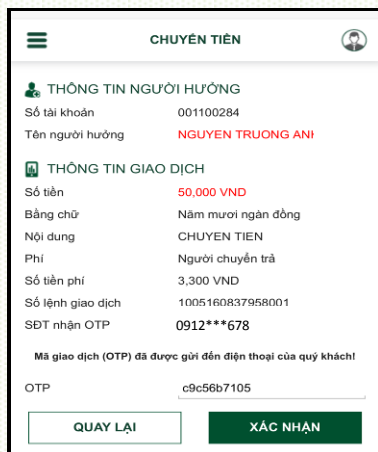 CHUYỂN TIỀN
THÔNG TIN NGƯỜI HƯỞNG
Số tài khoản 001100284
Tên người hưởng NGUYEN TRUONG ANH
THÔNG TIN GIAO DỊCH
Số tiền 50,000 VND
Bằng chữ Năm mươi ngàn đồng
Nội dung CHUYEN TIEN
Phí Người chuyển trả
Số tiền phí 3,300 VND
Số lệnh giao dịch 1005160837958001
SĐT nhận OTP 0912***678
Mã giao dịch (OTP) đã được gửi đến điện thoại của quý khách!
OTP c9c56b7105
QUAY LẠI XÁC NHẬN